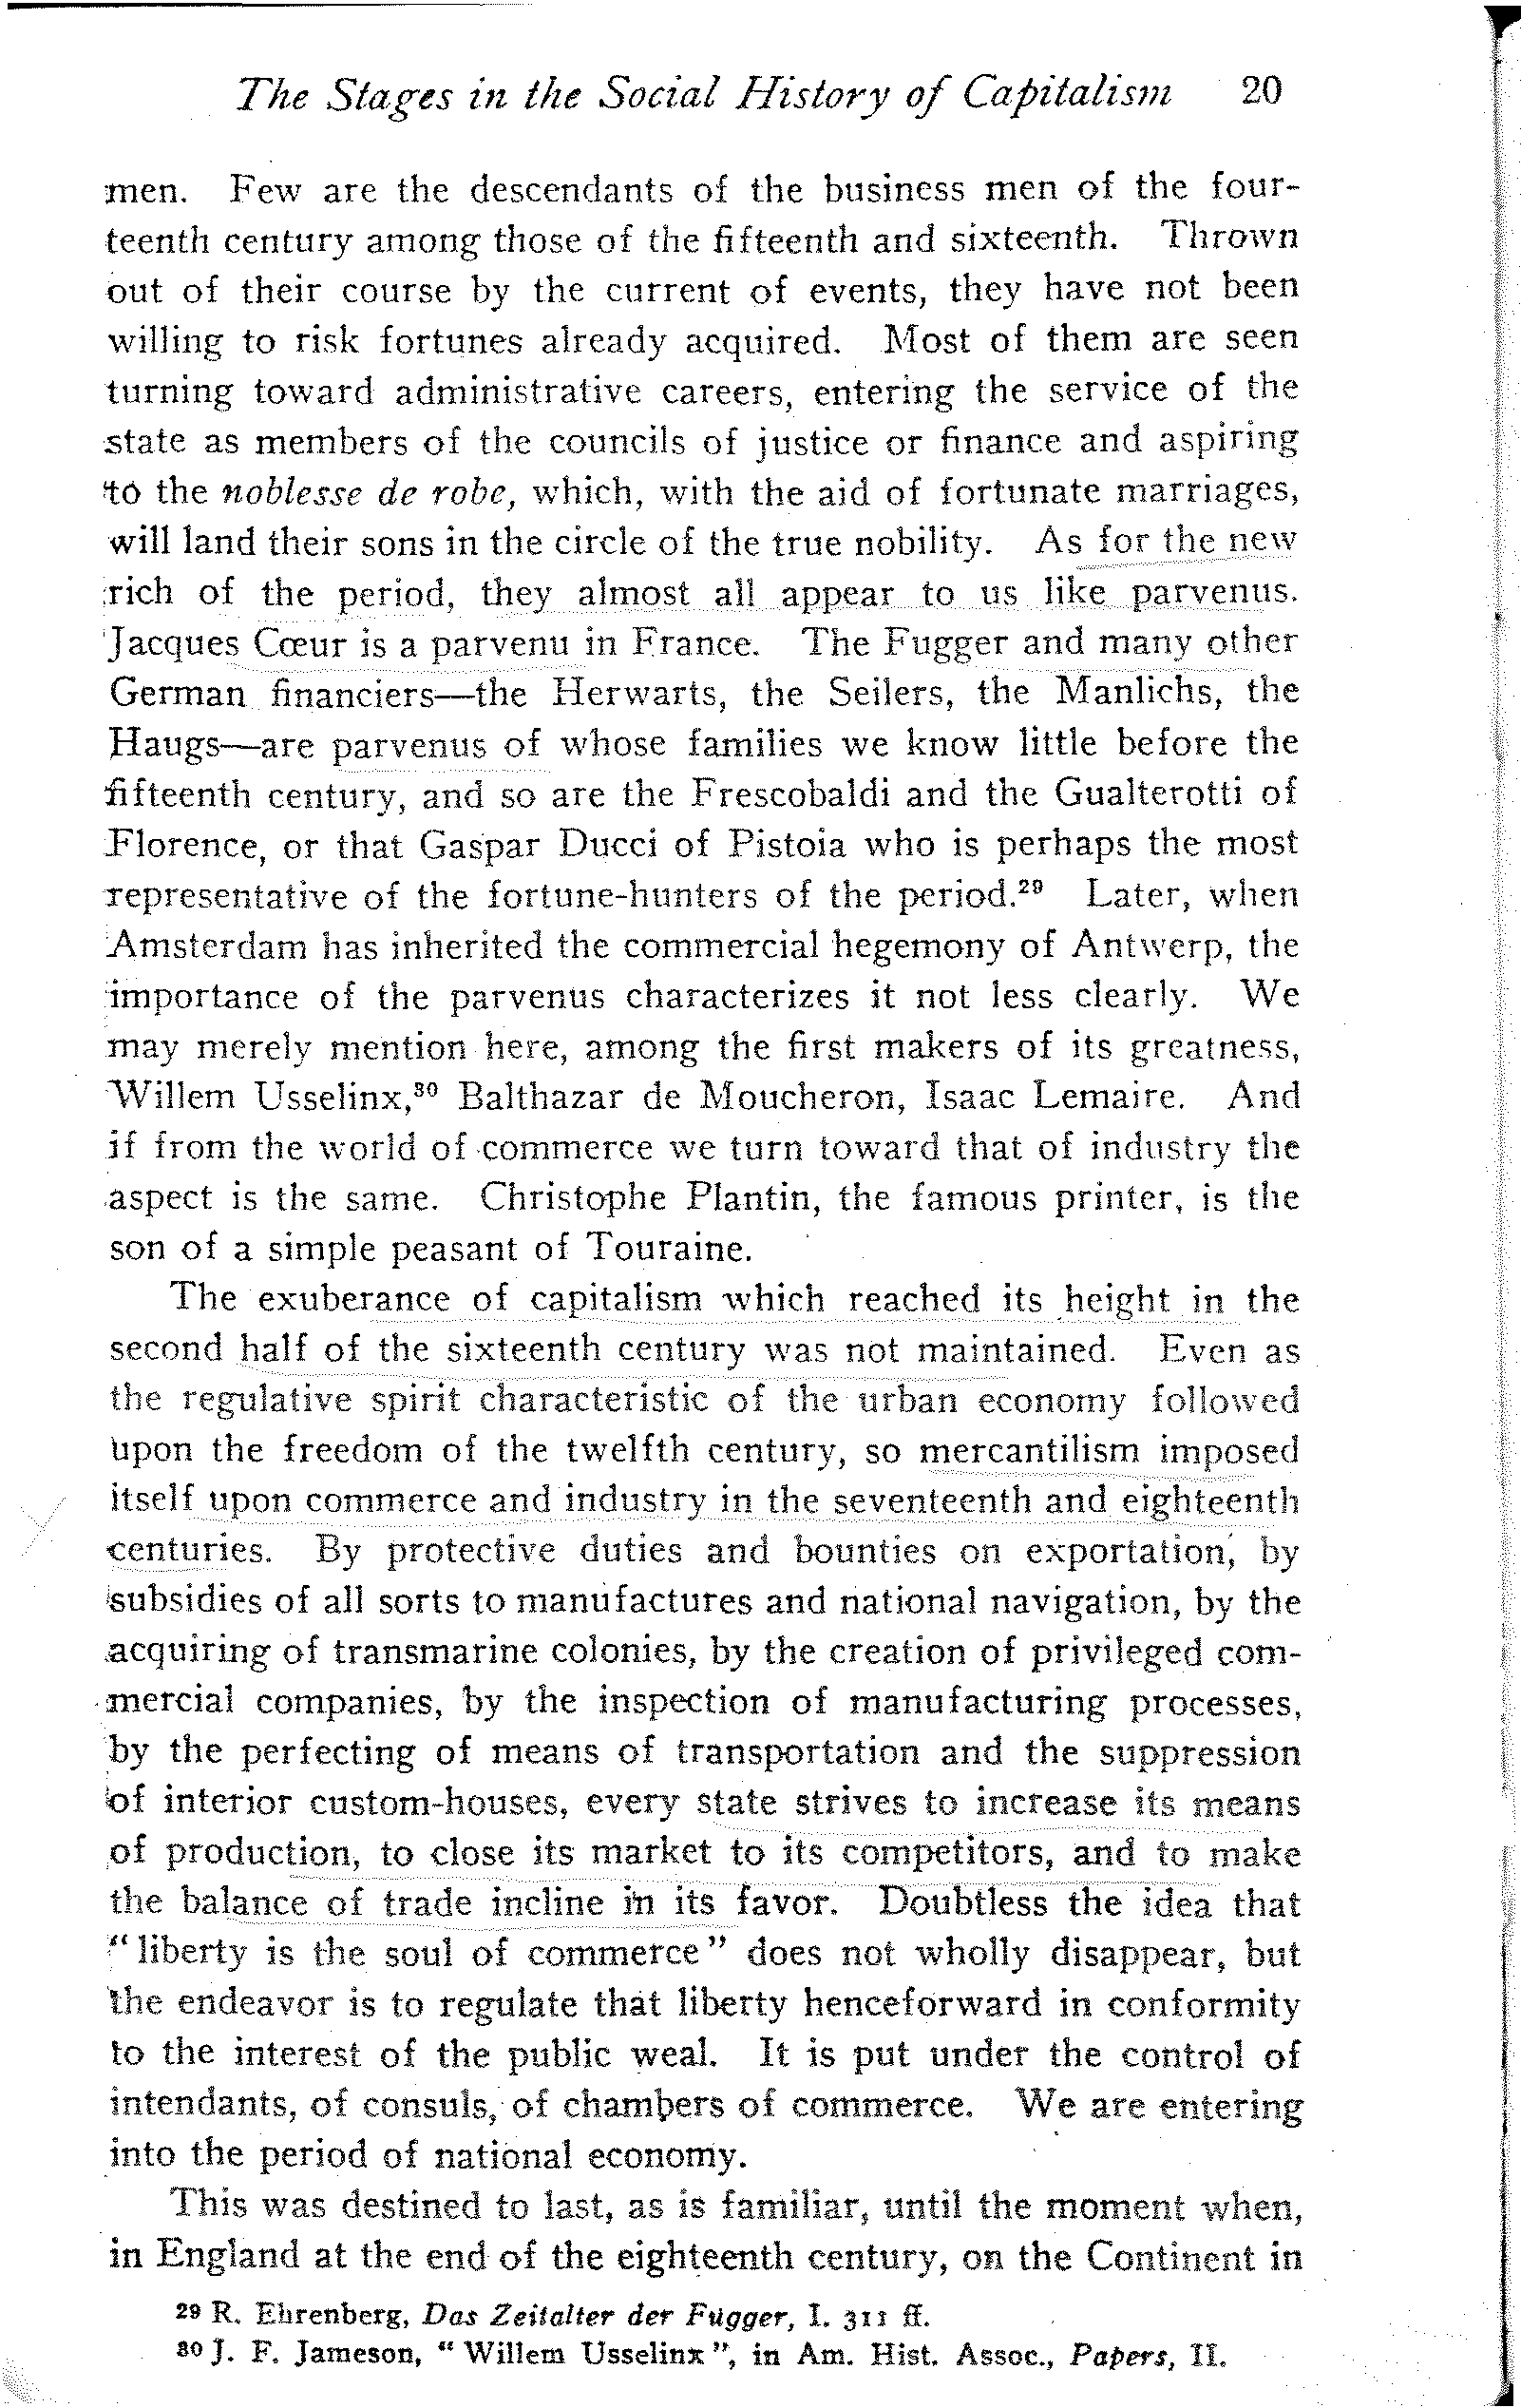 The Stages in the Social History of Capitalism 20
men. Few are the descendants of the business men of the four-
teenth century among those of the fifteenth and sixteenth. Thrown
out of their course by the current of events, they have not been
willing to risk fortunes already acquired. Most of them are seen
turning toward administrative careers, entering the service of the
state as members of the councils of justice or finance and aspiring
to the noblesse de robe, which, with the aid of fortunate marriages,
will land their sons in the circle of the true nobility. As for the new
rich of the period, they almost all appear to us like parvenus.
Jacques Cœur is a parvenu in France. The Fugger and many other
German financiers—the Herwarts, the Seilers, the Manlichs, the
Haugs—are parvenus of whose families we know little before the
fifteenth century, and so are the Frescobaldi and the Gualterotti of
Florence, or that Gaspar Ducci of Pistoia who is perhaps the most
representative of the fortune-hunters of the period.²⁹ Later, when
Amsterdam has inherited the commercial hegemony of Antwerp, the
importance of the parvenus characterizes it not less clearly. We
may merely mention here, among the first makers of its greatness,
Willem Usselinx,³⁰ Balthazar de Moucheron, Isaac Lemaire. And
if from the world of commerce we turn toward that of industry the
aspect is the same. Christophe Plantin, the famous printer, is the
son of a simple peasant of Touraine.
The exuberance of capitalism which reached its height in the
second half of the sixteenth century was not maintained. Even as
the regulative spirit characteristic of the urban economy followed
upon the freedom of the twelfth century, so mercantilism imposed
itself upon commerce and industry in the seventeenth and eighteenth
centuries. By protective duties and bounties on exportation, by
subsidies of all sorts to manufactures and national navigation, by the
acquiring of transmarine colonies, by the creation of privileged com-
mercial companies, by the inspection of manufacturing processes,
by the perfecting of means of transportation and the suppression
of interior custom-houses, every state strives to increase its means
of production, to close its market to its competitors, and to make
the balance of trade incline in its favor. Doubtless the idea that
"liberty is the soul of commerce" does not wholly disappear, but
the endeavor is to regulate that liberty henceforward in conformity
to the interest of the public weal. It is put under the control of
intendants, of consuls, of chambers of commerce. We are entering
into the period of national economy.
This was destined to last, as is familiar, until the moment when,
in England at the end of the eighteenth century, on the Continent in
²⁹ R. Ehrenberg, Das Zeitalter der Fugger, I. 311 ff.
³⁰ J. F. Jameson, "Willem Usselinx", in Am. Hist. Assoc., Papers, II.